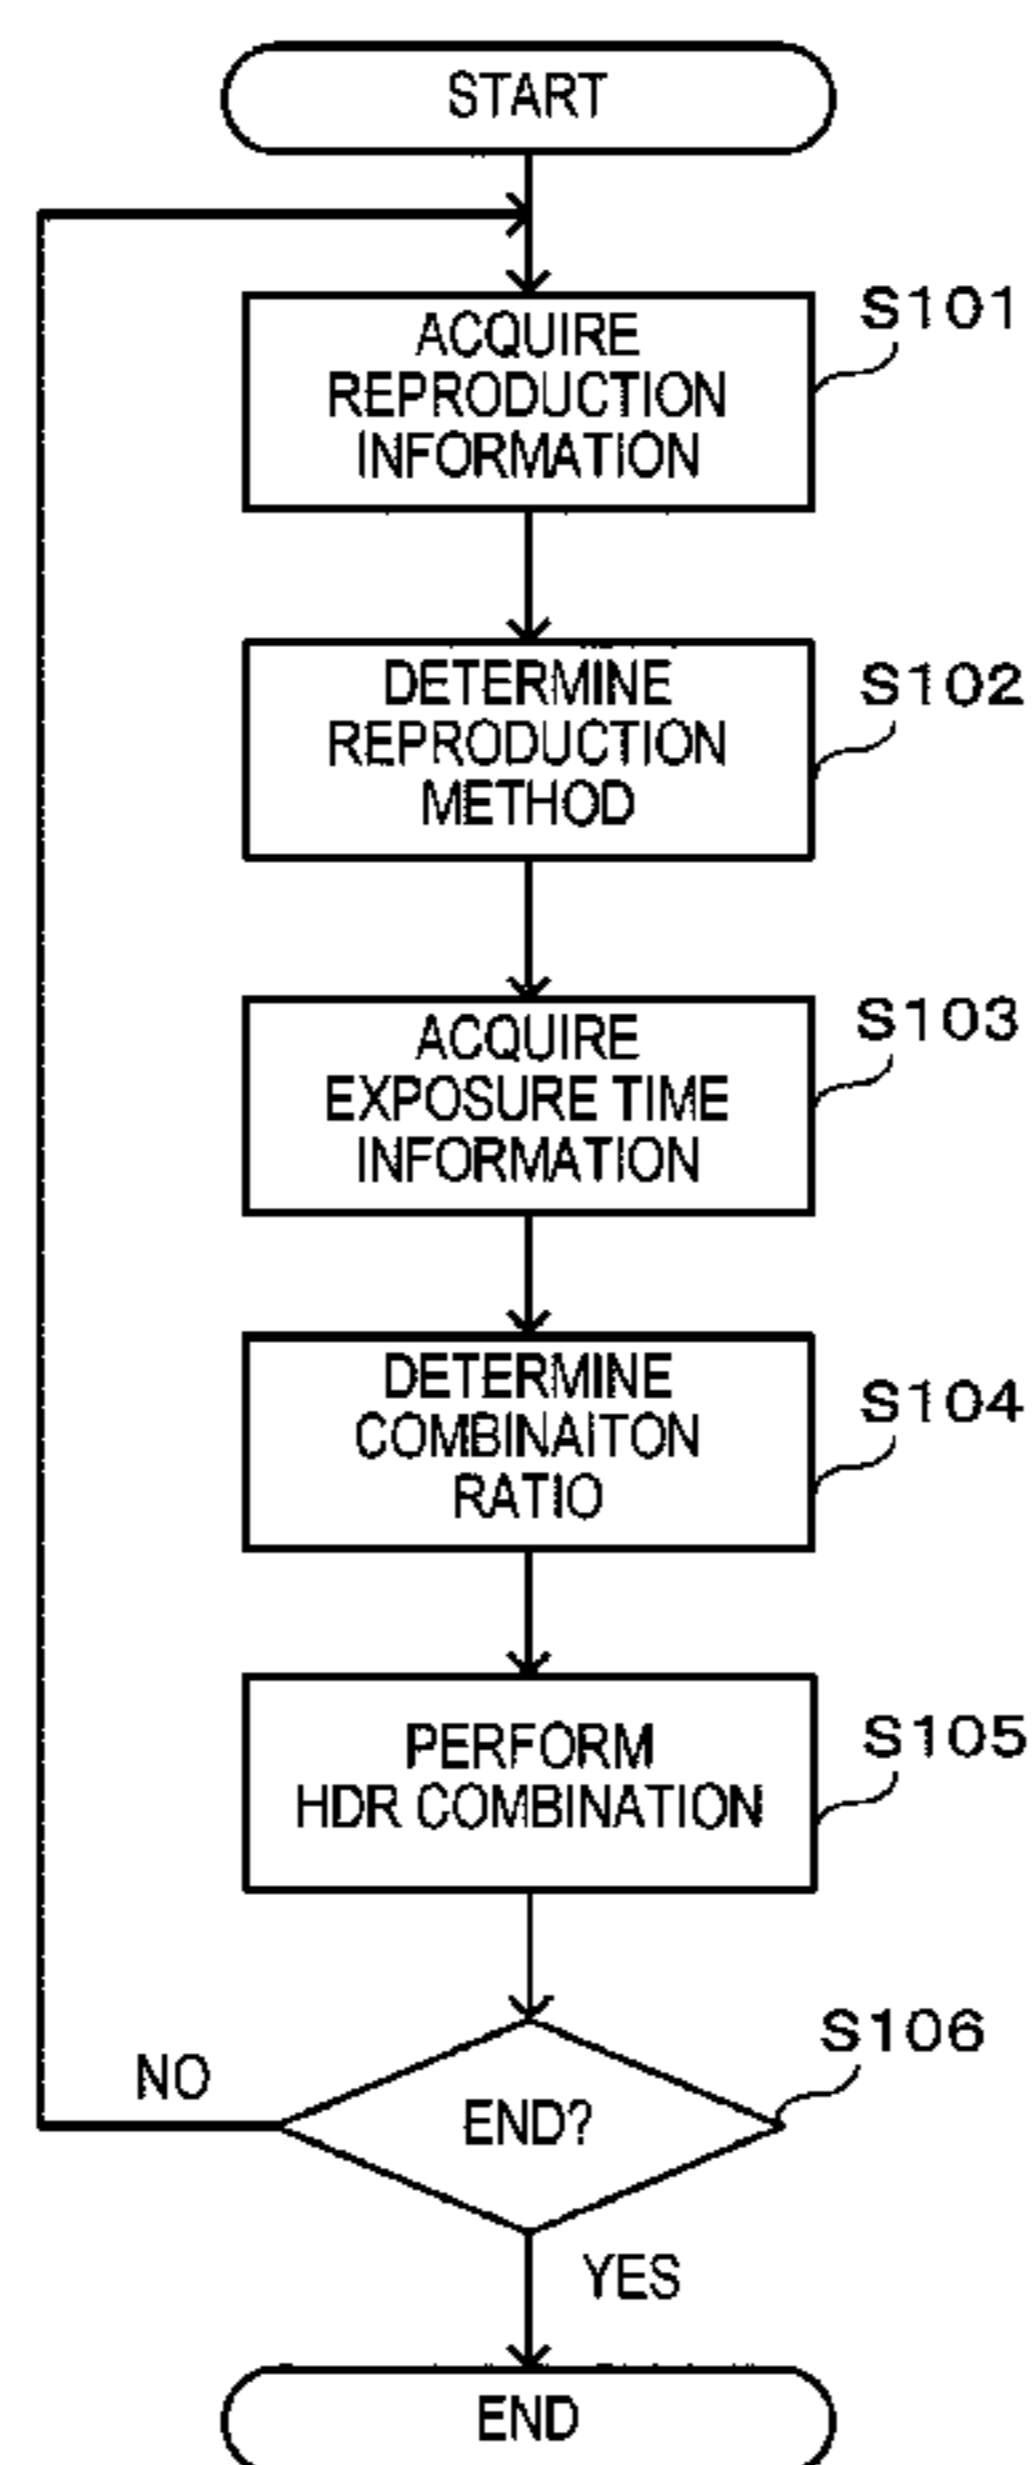 START
S101
ACQUIRE
REPRODUCTION
INFORMATION
S102
DETERMINE
REPRODUCTION
METHOD
S103
ACQUIRE
EXPOSURE TIME
INFORMATION
S104
DETERMINE
COMBINAITON
RATIO
S105
PERFORM
HDR COMBINATION
S106
NO
END?
YES
END